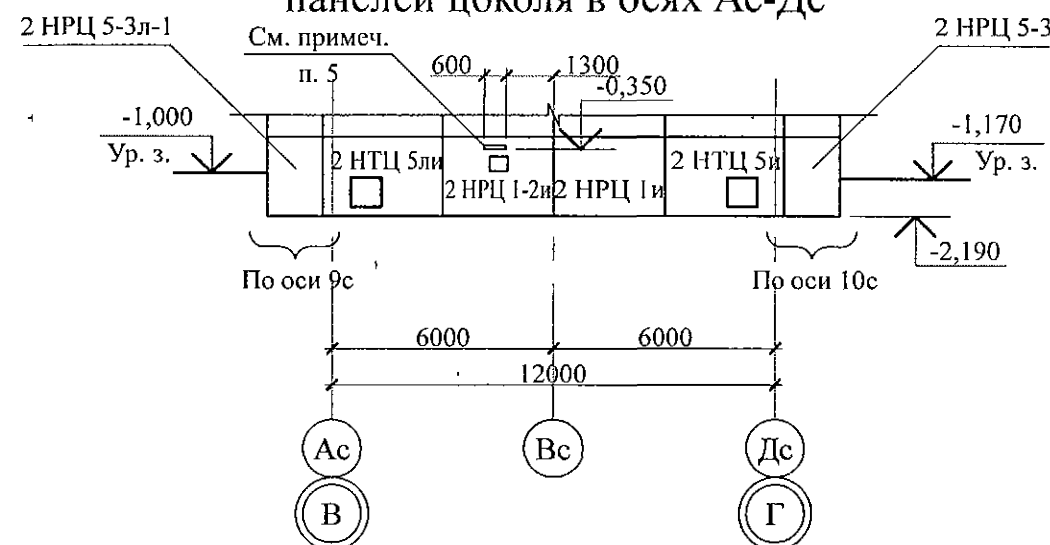 панелей цоколя в осях Ас-Дс
2 НРЦ 5-3л-1
См. примеч.
п. 5
2 НРЦ 5-3
600
1300
-0,350
-1,000
Ур. з.
-1,170
Ур. з.
2 НТЦ 5ли
2 НРЦ 1-2и
2 НРЦ 1и
2 НТЦ 5и
-2,190
По оси 9с
По оси 10с
6000
6000
12000
Ас
Вс
Дс
В
Г